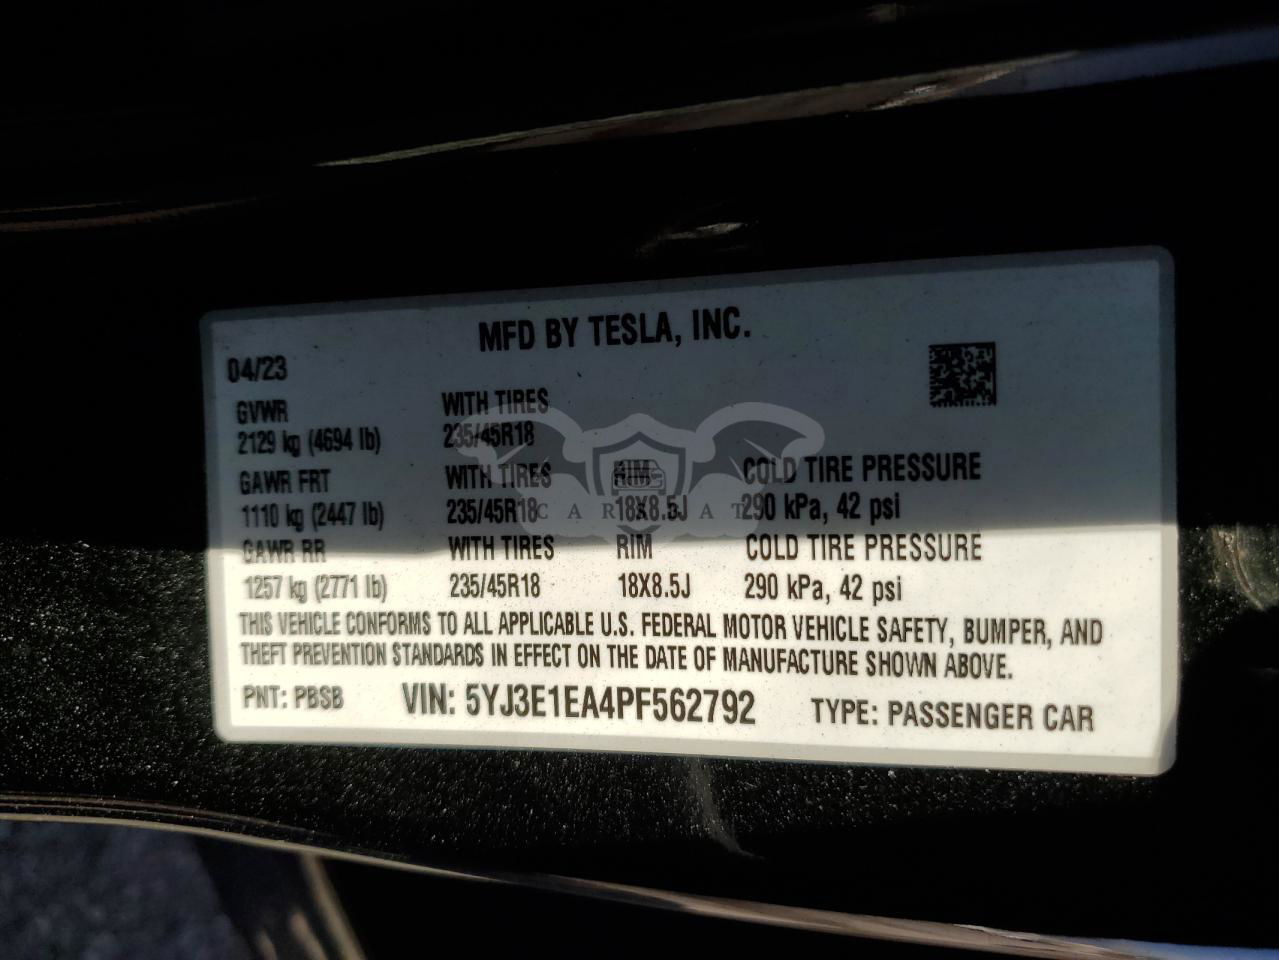 MFD BY TESLA, INC.
04/23
GVWR WITH TIRES
2129 kg (4694 lb) 235/45R18
GAWR FRT WITH TIRES RIM COLD TIRE PRESSURE
1110 kg (2447 lb) 235/45R18 18X8.5J 290 kPa, 42 psi
GAWR RR WITH TIRES RIM COLD TIRE PRESSURE
1257 kg (2771 lb) 235/45R18 18X8.5J 290 kPa, 42 psi
THIS VEHICLE CONFORMS TO ALL APPLICABLE U.S. FEDERAL MOTOR VEHICLE SAFETY, BUMPER, AND
THEFT PREVENTION STANDARDS IN EFFECT ON THE DATE OF MANUFACTURE SHOWN ABOVE.
PNT: PBSB VIN: 5YJ3E1EA4PF562792 TYPE: PASSENGER CAR